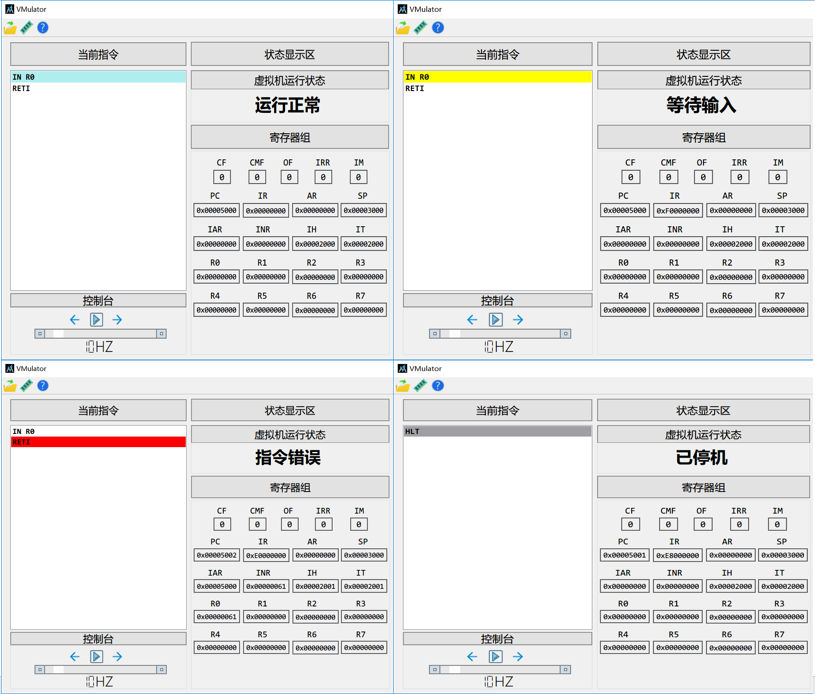 VMulator
当前指令
状态显示区
IN R0
RETI
虚拟机运行状态
运行正常
寄存器组
CF CMF OF IRR IM
0 0 0 0 0
PC IR AR SP
0x00005000 0x00000000 0x00000000 0x00003000
IAR INR IH IT
0x00000000 0x00000000 0x00002000 0x00002000
R0 R1 R2 R3
0x00000000 0x00000000 0x00000000 0x00000000
R4 R5 R6 R7
0x00000000 0x00000000 0x00000000 0x00000000
控制台
10HZ
VMulator
当前指令
状态显示区
IN R0
RETI
虚拟机运行状态
等待输入
寄存器组
CF CMF OF IRR IM
0 0 0 0 0
PC IR AR SP
0x00005000 0xF0000000 0x00000000 0x00003000
IAR INR IH IT
0x00000000 0x00000000 0x00002000 0x00002000
R0 R1 R2 R3
0x00000000 0x00000000 0x00000000 0x00000000
R4 R5 R6 R7
0x00000000 0x00000000 0x00000000 0x00000000
控制台
10HZ
VMulator
当前指令
状态显示区
IN R0
RETI
虚拟机运行状态
指令错误
寄存器组
CF CMF OF IRR IM
0 0 0 0 0
PC IR AR SP
0x00005002 0xE0000000 0x00000000 0x00003000
IAR INR IH IT
0x00005000 0x00000061 0x00002001 0x00002001
R0 R1 R2 R3
0x00000061 0x00000000 0x00000000 0x00000000
R4 R5 R6 R7
0x00000000 0x00000000 0x00000000 0x00000000
控制台
10HZ
VMulator
当前指令
状态显示区
HLT
虚拟机运行状态
已停机
寄存器组
CF CMF OF IRR IM
0 0 0 0 0
PC IR AR SP
0x00005001 0xE8000000 0x00000000 0x00003000
IAR INR IH IT
0x00000000 0x00000000 0x00002000 0x00002000
R0 R1 R2 R3
0x00000000 0x00000000 0x00000000 0x00000000
R4 R5 R6 R7
0x00000000 0x00000000 0x00000000 0x00000000
控制台
10HZ